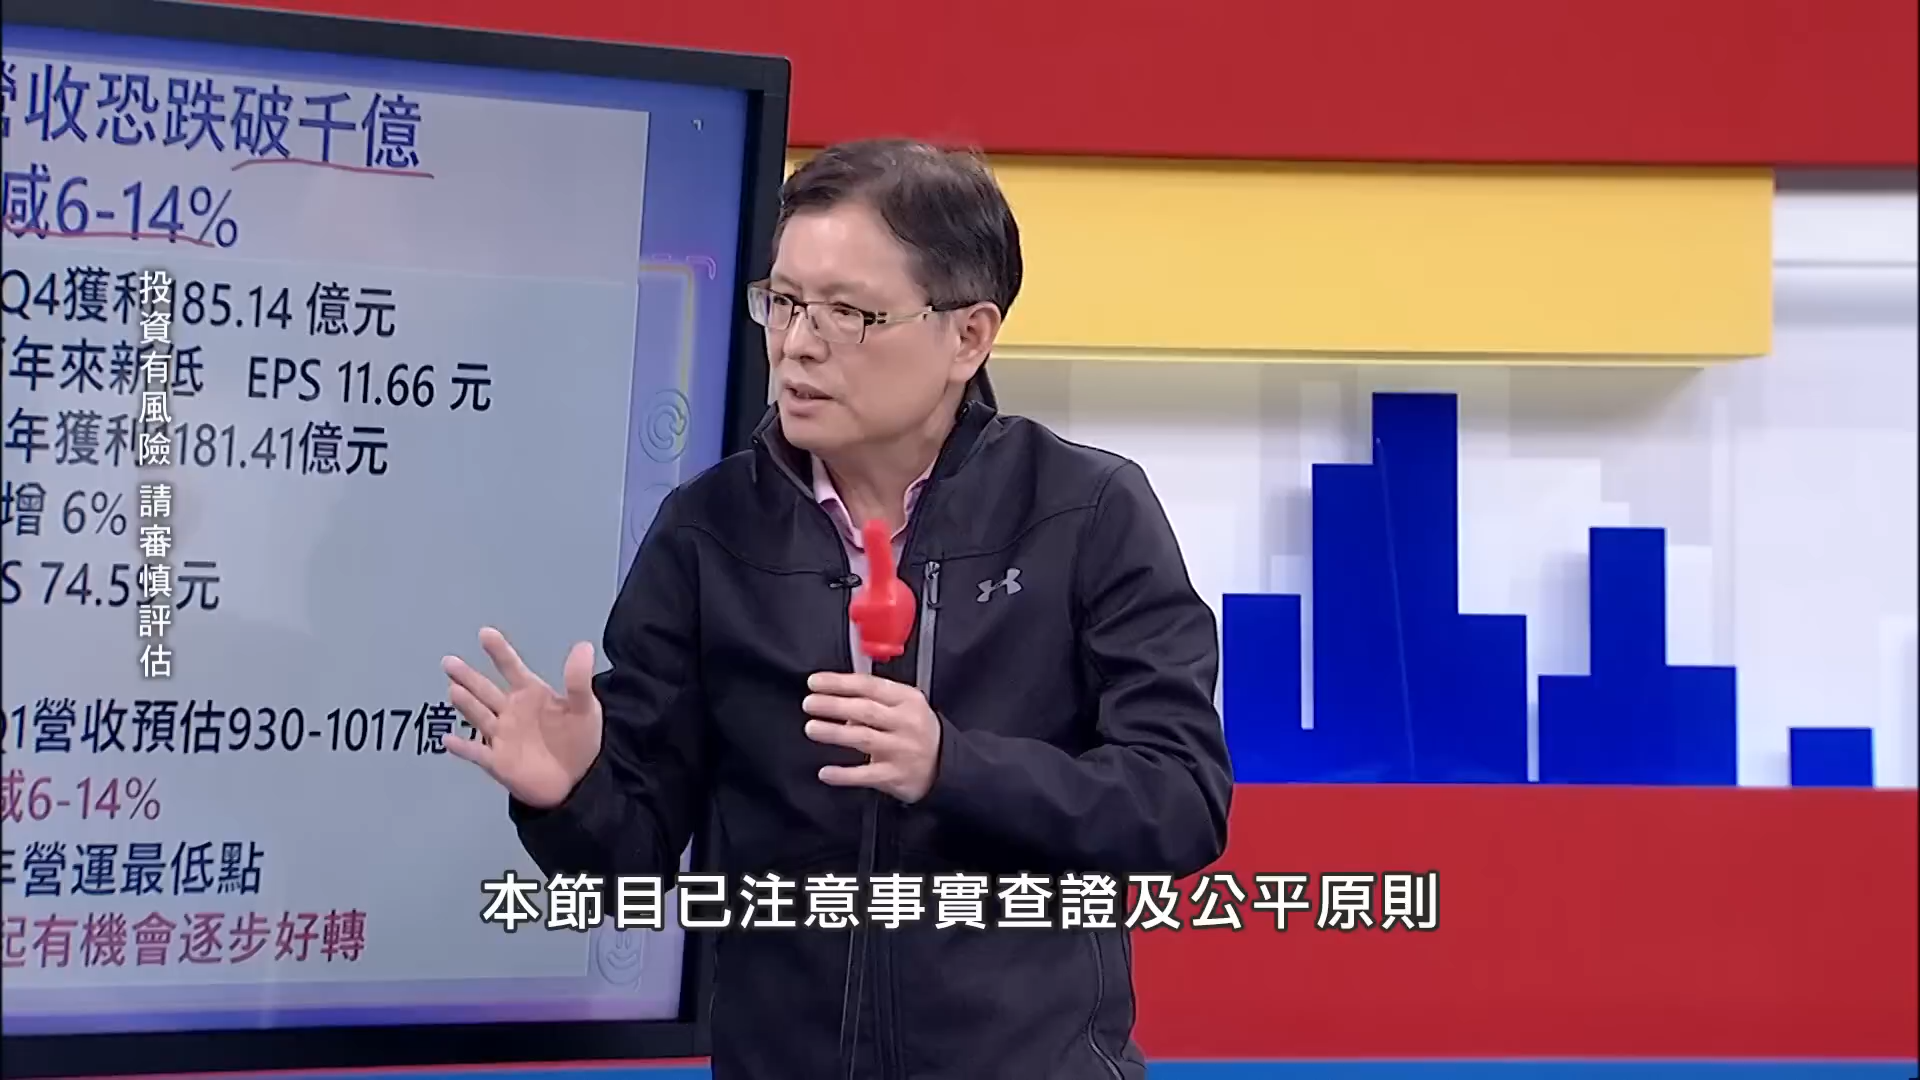 營收恐跌破千億
減6-14%
Q4獲利185.14 億元
年來新低 EPS 11.66 元
年獲利1181.41億元
增 6%
S 74.59元
Q1營收預估930-1017億元
減6-14%
年營運最低點
起有機會逐步好轉
投資有風險 請審慎評估
本節目已注意事實查證及公平原則